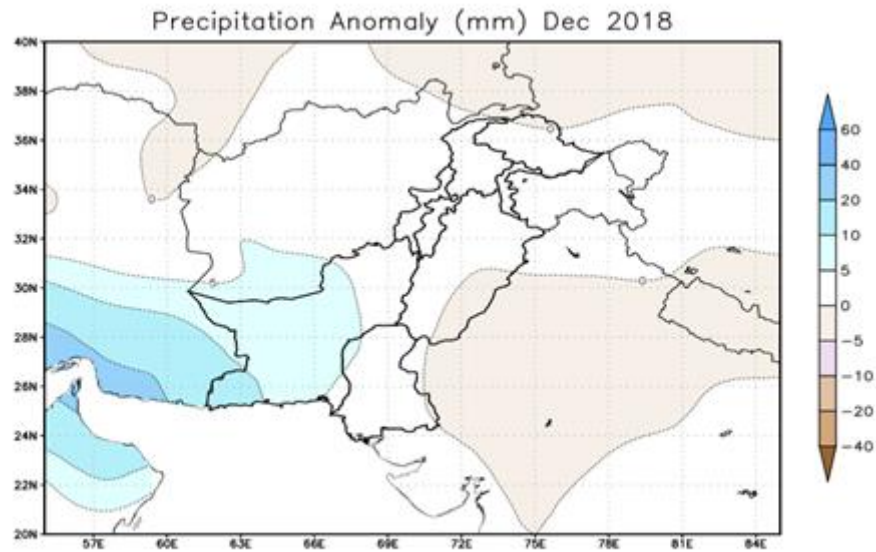 Precipitation Anomaly (mm) Dec 2018
40N
38N
36N
34N
32N
30N
28N
26N
24N
22N
20N
57E
60E
63E
66E
69E
72E
75E
78E
81E
84E
60
40
20
10
5
0
−5
−10
−20
−40